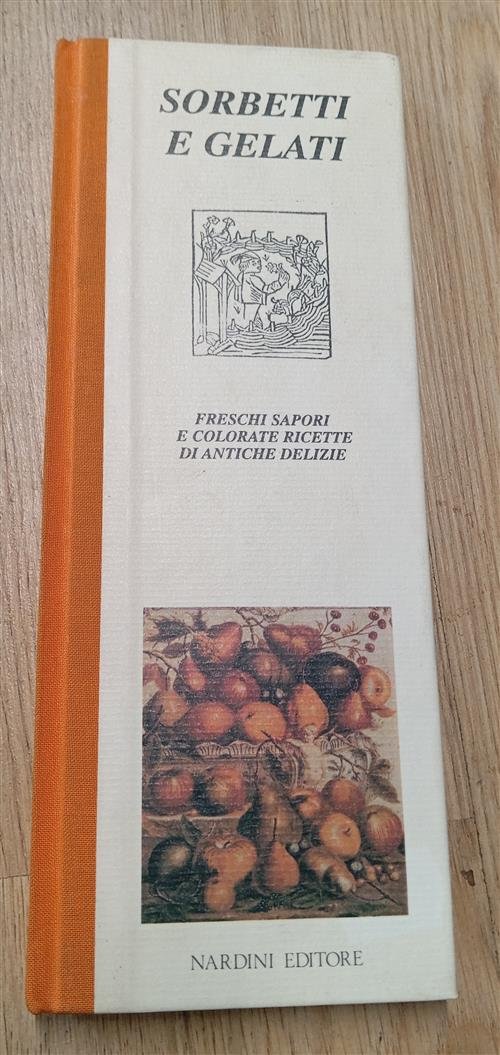 SORBETTI
E GELATI
FRESCHI SAPORI
E COLORATE RICETTE
DI ANTICHE DELIZIE
NARDINI EDITORE